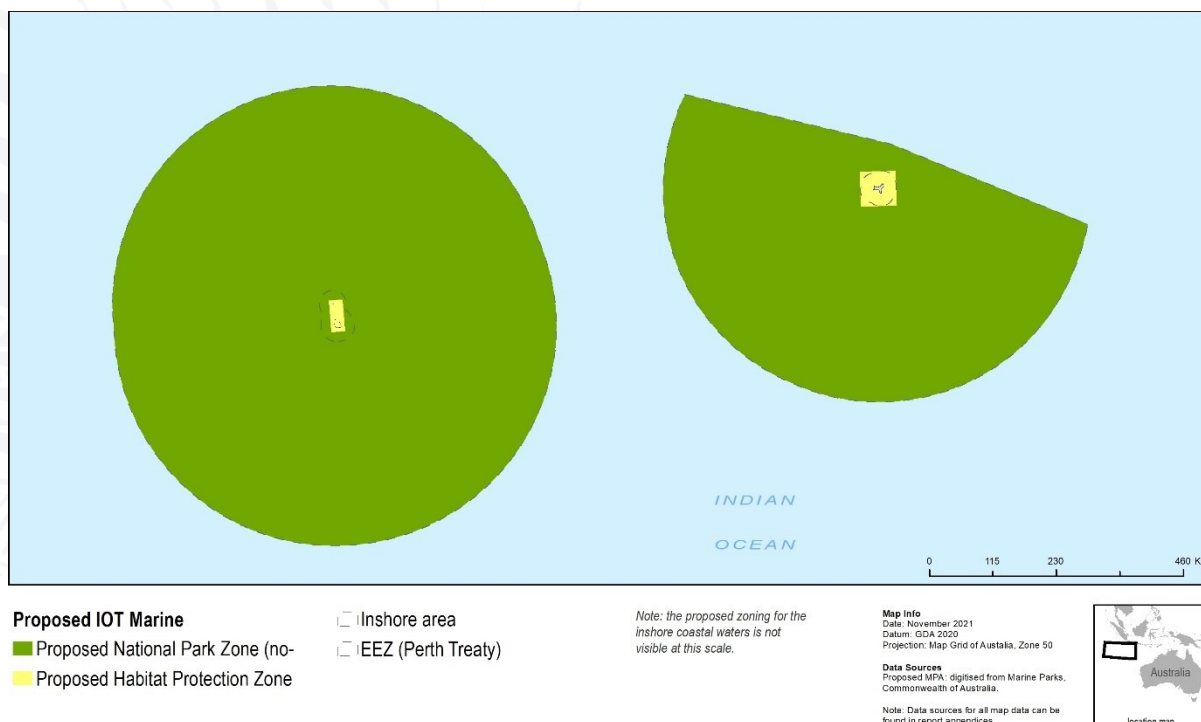 INDIAN
OCEAN
0 115 230 460 K
Proposed IOT Marine
Proposed National Park Zone (no-
Proposed Habitat Protection Zone
Inshore area
EEZ (Perth Treaty)
Note: the proposed zoning for the
inshore coastal waters is not
visible at this scale.
Map Info
Date: November 2021
Datum: GDA 2020
Projection: Map Grid of Austalia, Zone 50
Data Sources
Proposed MPA: digitised from Marine Parks,
Commonwealth of Australia.
Note: Data sources for all map data can be
found in report appendices
Australia
location map